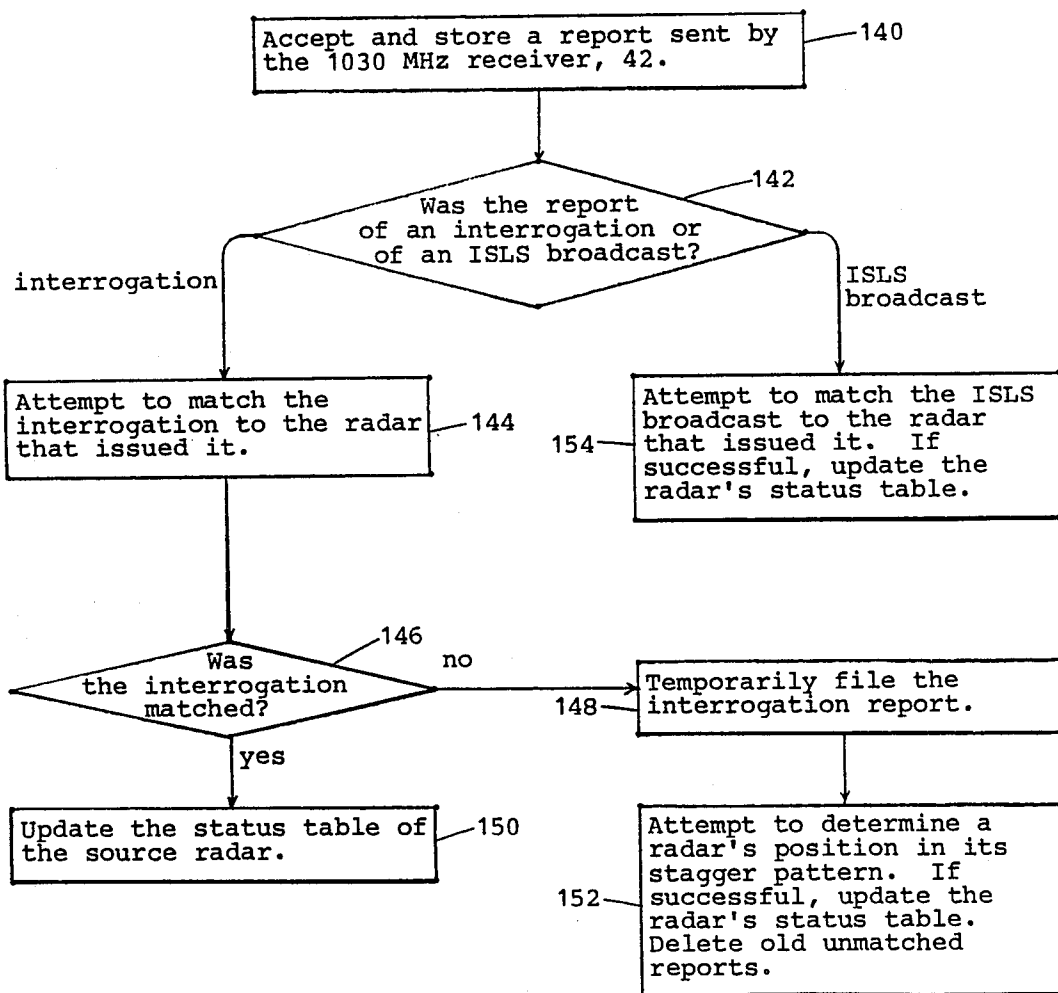 Accept and store a report sent by
the 1030 MHz receiver, 42.
140
142
Was the report
of an interrogation or
of an ISLS broadcast?
interrogation
ISLS
broadcast
Attempt to match the
interrogation to the radar
that issued it.
144
Attempt to match the ISLS
broadcast to the radar
that issued it. If
successful, update the
radar's status table.
154
146
Was
the interrogation
matched?
no
yes
Temporarily file the
interrogation report.
148
Update the status table of
the source radar.
150
Attempt to determine a
radar's position in its
stagger pattern. If
successful, update the
radar's status table.
Delete old unmatched
reports.
152